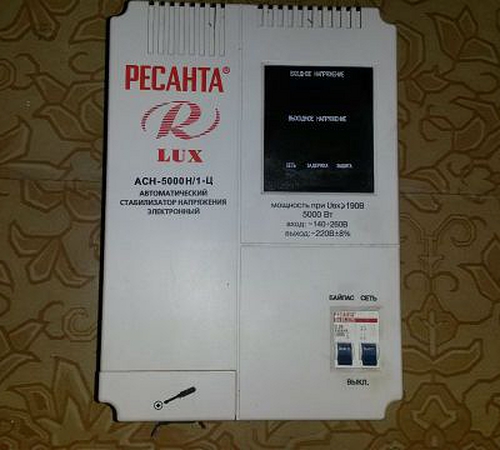 РЕСАНТА®
R
LUX
АСН-5000Н/1-Ц
АВТОМАТИЧЕСКИЙ
СТАБИЛИЗАТОР НАПРЯЖЕНИЯ
ЭЛЕКТРОННЫЙ
ВХОДНОЕ НАПРЯЖЕНИЕ
ВЫХОДНОЕ НАПРЯЖЕНИЕ
СЕТЬ ЗАДЕРЖКА ЗАЩИТА
мощность при Uвх≥190В
5000 Вт
вход: ~140-260В
выход: ~220В±8%
БАЙПАС СЕТЬ
РЕСАНТА
ВЫКЛ.